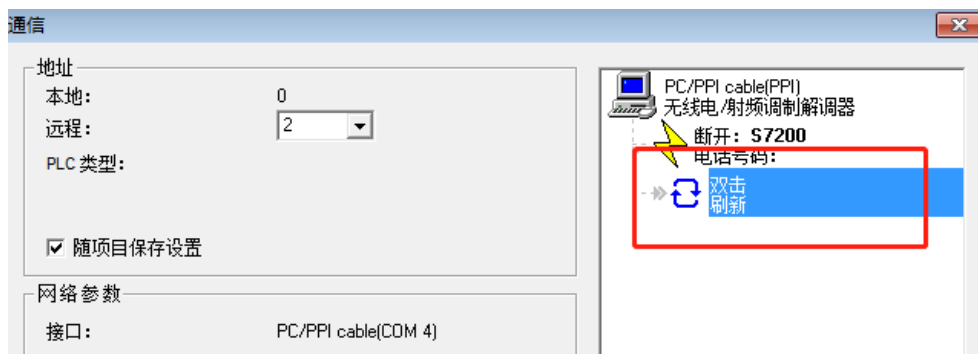 通信
地址
本地： 0
远程： 2
PLC 类型：
随项目保存设置
网络参数
接口： PC/PPI cable(COM 4)
PC/PPI cable(PPI)
无线电/射频调制解调器
断开：S7200
电话号码：
双击
刷新